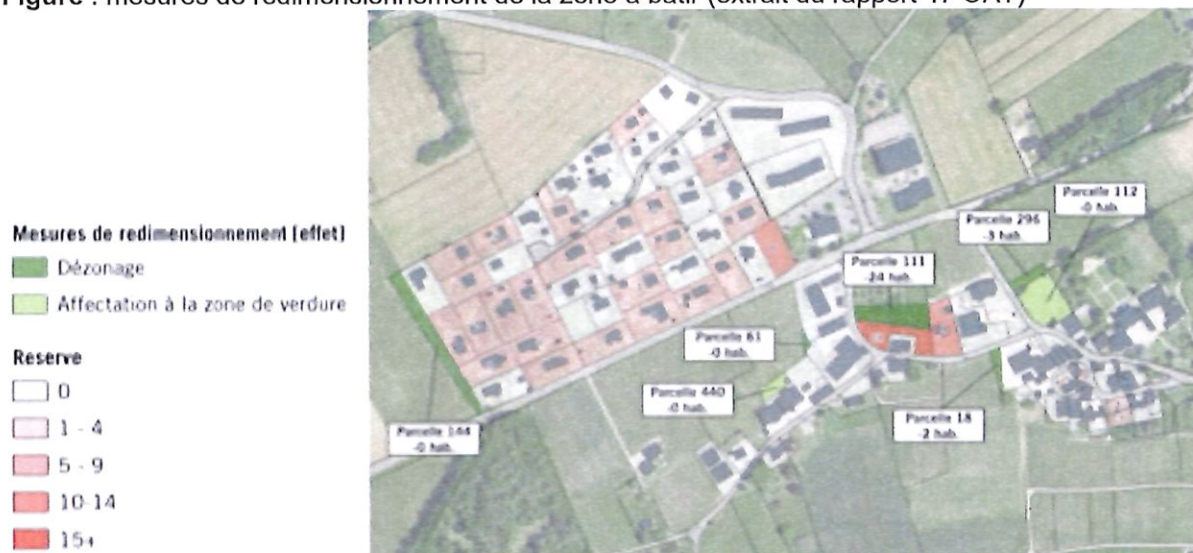 Figure : mesures de redimensionnement de la zone à bâtir (extrait du rapport 47 OAT)
Mesures de redimensionnement (effet)
Dézonage
Affectation à la zone de verdure
Reserve
0
1 - 4
5 - 9
10-14
15+
Parcelle 112
-0 hab.
Parcelle 296
-3 hab.
Parcelle 111
-24 hab.
Parcelle 61
-0 hab.
Parcelle 440
-0 hab.
Parcelle 18
-2 hab.
Parcelle 144
-0 hab.